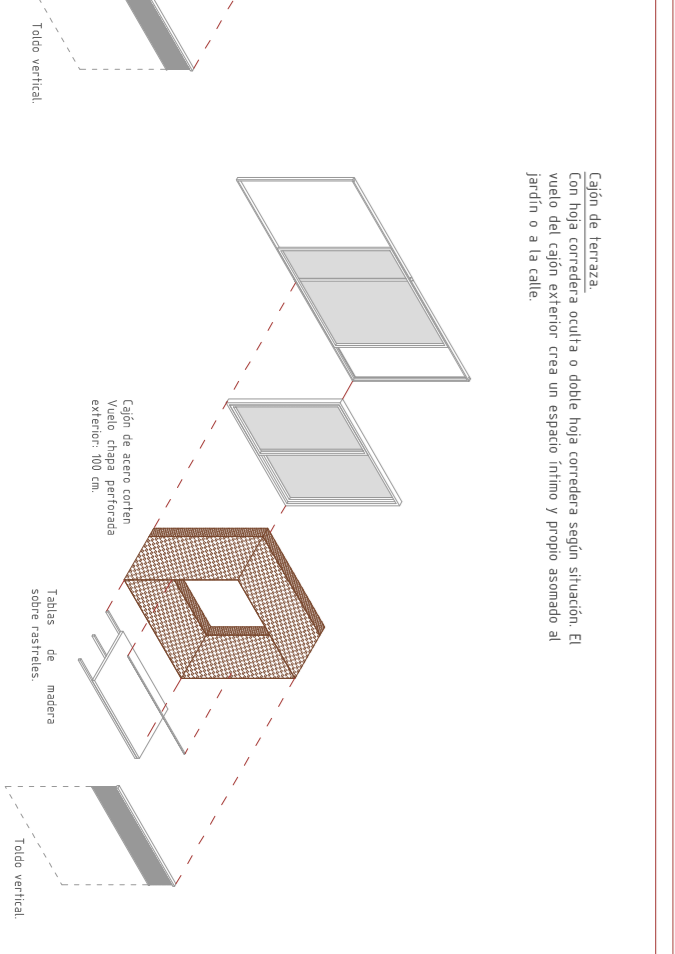 Cajón de terraza.
Con hoja corredera oculta o doble hoja corredera según situación. El
vuelo del cajón exterior crea un espacio íntimo y propio asomado al
jardín o a la calle.
Toldo vertical.
Cajón de acero corten
Vuelo chapa perforada
exterior: 100 cm.
Tablas de madera
sobre rastreles.
Toldo vertical.